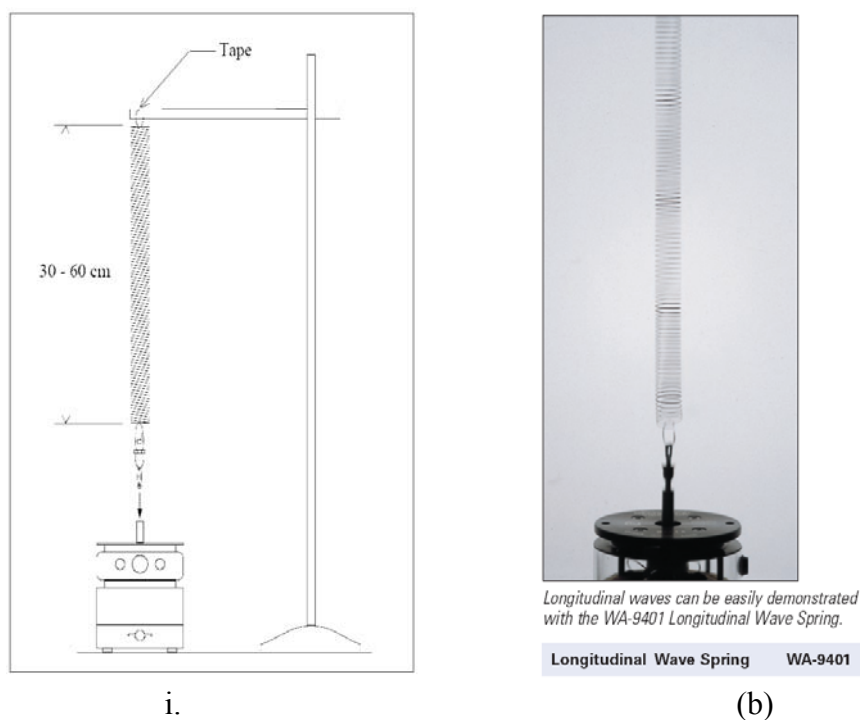 Tape
30 - 60 cm
Longitudinal waves can be easily demonstrated
with the WA-9401 Longitudinal Wave Spring.
Longitudinal Wave Spring WA-9401
i.
(b)